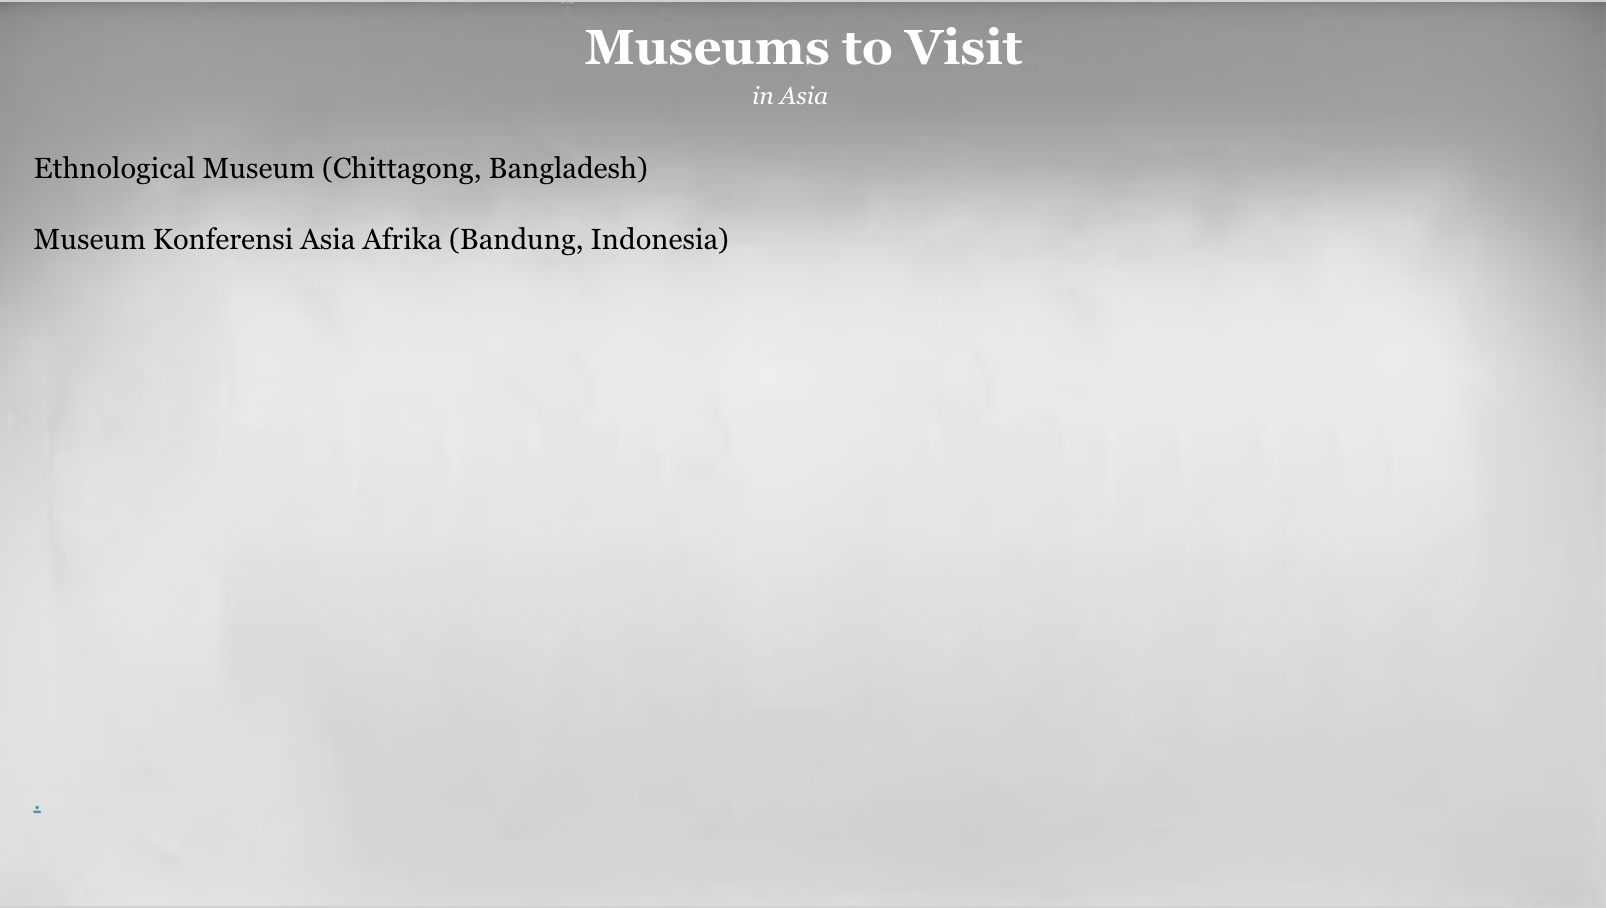 Museums to Visit
in Asia
Ethnological Museum (Chittagong, Bangladesh)
Museum Konferensi Asia Afrika (Bandung, Indonesia)
.